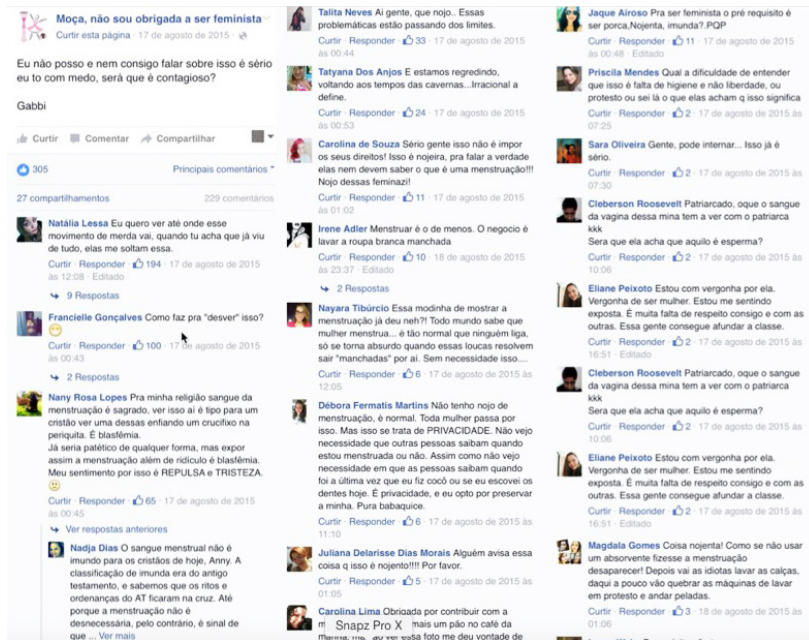 Moça, não sou obrigada a ser feminista
Curtir esta página · 17 de agosto de 2015 ·
Eu não posso e nem consigo falar sobre isso é sério
eu to com medo, será que é contagioso?
Gabbi
Curtir Comentar Compartilhar
305 Principais comentários
27 compartilhamentos 229 comentários
Natália Lessa Eu quero ver até onde esse
movimento de merda vai, quando tu acha que já viu
de tudo, elas me soltam essa.
Curtir · Responder · 194 · 17 de agosto de 2015
às 12:08 · Editado
9 Respostas
Francielle Gonçalves Como faz pra "desver" isso?
Curtir · Responder · 100 · 17 de agosto de 2015
às 00:43
2 Respostas
Nany Rosa Lopes Pra minha religião sangue da
menstruação é sagrado, ver isso ai é tipo para um
cristão ver uma dessas enfiando um crucifixo na
periquita. É blasfêmia.
Já seria patético de qualquer forma, mas expor
assim a menstruação além de ridículo é blasfêmia.
Meu sentimento por isso é REPULSA e TRISTEZA.
Curtir · Responder · 65 · 17 de agosto de 2015
às 00:45
Ver respostas anteriores
Nadja Dias O sangue menstrual não é
imundo para os cristãos de hoje, Anny. A
classificação de imunda era do antigo
testamento, e sabemos que os ritos e
ordenanças do AT ficaram na cruz. Até
porque a menstruação não é
desnecessária, pelo contrário, é sinal de
que ... Ver mais
Talita Neves Ai gente, que nojo.. Essas
problemáticas estão passando dos limites.
Curtir · Responder · 33 · 17 de agosto de 2015
às 00:44
Tatyana Dos Anjos E estamos regredindo,
voltando aos tempos das cavernas...Irracional a
define.
Curtir · Responder · 24 · 17 de agosto de 2015
às 00:53
Carolina de Souza Sério gente isso não é impor
os seus direitos! Isso é nojeira, pra falar a verdade
elas nem devem saber o que é uma menstruação!!!
Nojo dessas feminazi!
Curtir · Responder · 11 · 17 de agosto de 2015
às 01:02
Irene Adler Menstruar é o de menos. O negocio é
lavar a roupa branca manchada
Curtir · Responder · 10 · 18 de agosto de 2015
às 23:37 · Editado
2 Respostas
Nayara Tibúrcio Essa modinha de mostrar a
menstruação já deu neh?! Todo mundo sabe que
mulher menstrua... é tão normal que ninguém liga,
só se torna absurdo quando essas loucas resolvem
sair "manchadas" por ai. Sem necessidade isso....
Curtir · Responder · 6 · 17 de agosto de 2015 às
12:05
Débora Fermatis Martins Não tenho nojo de
menstruação, é normal. Toda mulher passa por
isso. Mas isso se trata de PRIVACIDADE. Não vejo
necessidade que outras pessoas saibam quando
estou menstruada ou não. Assim como não vejo
necessidade em que as pessoas saibam quando
foi a última vez que fiz cocô ou se eu escovei os
dentes hoje. É privacidade, e eu opto por preservar
a minha. Pura babaquice.
Curtir · Responder · 6 · 17 de agosto de 2015 às
11:10
Juliana Delarisse Dias Morais Alguém avisa essa
coisa q isso é nojento!!!! Por favor.
Curtir · Responder · 5 · 17 de agosto de 2015 às
01:05
Carolina Lima Obrigada por contribuir com a
mais um pão no café da
essa foto me deu vontade de
Snapz Pro X
Jaque Airoso Pra ser feminista o pré requisito é
ser porca,Nojenta, imunda?.PQP
Curtir · Responder · 11 · 17 de agosto de 2015
às 00:48 · Editado
Priscila Mendes Qual a dificuldade de entender
que isso é falta de higiene e não liberdade, ou
protesto ou sei lá o que elas acham q isso significa
Curtir · Responder · 2 · 17 de agosto de 2015 às
07:25
Sara Oliveira Gente, pode internar... Isso já é
sério.
Curtir · Responder · 2 · 17 de agosto de 2015 às
07:30
Cleberson Roosevelt Patriarcado, oque o sangue
da vagina dessa mina tem a ver com o patriarca
kkk
Sera que ela acha que aquilo é esperma?
Curtir · Responder · 2 · 17 de agosto de 2015 às
10:06
Eliane Peixoto Estou com vergonha por ela.
Vergonha de ser mulher. Estou me sentindo
exposta. É muita falta de respeito consigo e com as
outras. Essa gente consegue afundar a classe.
Curtir · Responder · 2 · 17 de agosto de 2015 às
16:51 · Editado
Cleberson Roosevelt Patriarcado, oque o sangue
da vagina dessa mina tem a ver com o patriarca
kkk
Sera que ela acha que aquilo é esperma?
Curtir · Responder · 2 · 17 de agosto de 2015 às
10:06
Eliane Peixoto Estou com vergonha por ela.
Vergonha de ser mulher. Estou me sentindo
exposta. É muita falta de respeito consigo e com as
outras. Essa gente consegue afundar a classe.
Curtir · Responder · 2 · 17 de agosto de 2015 às
16:51 · Editado
Magdala Gomes Coisa nojenta! Como se não usar
um absorvente fizesse a menstruação
desaparecer! Depois vai as idiotas lavar as calças,
daqui a pouco vão quebrar as máquinas de lavar
em protesto e andar peladas.
Curtir · Responder · 3 · 18 de agosto de 2015 às
01:06